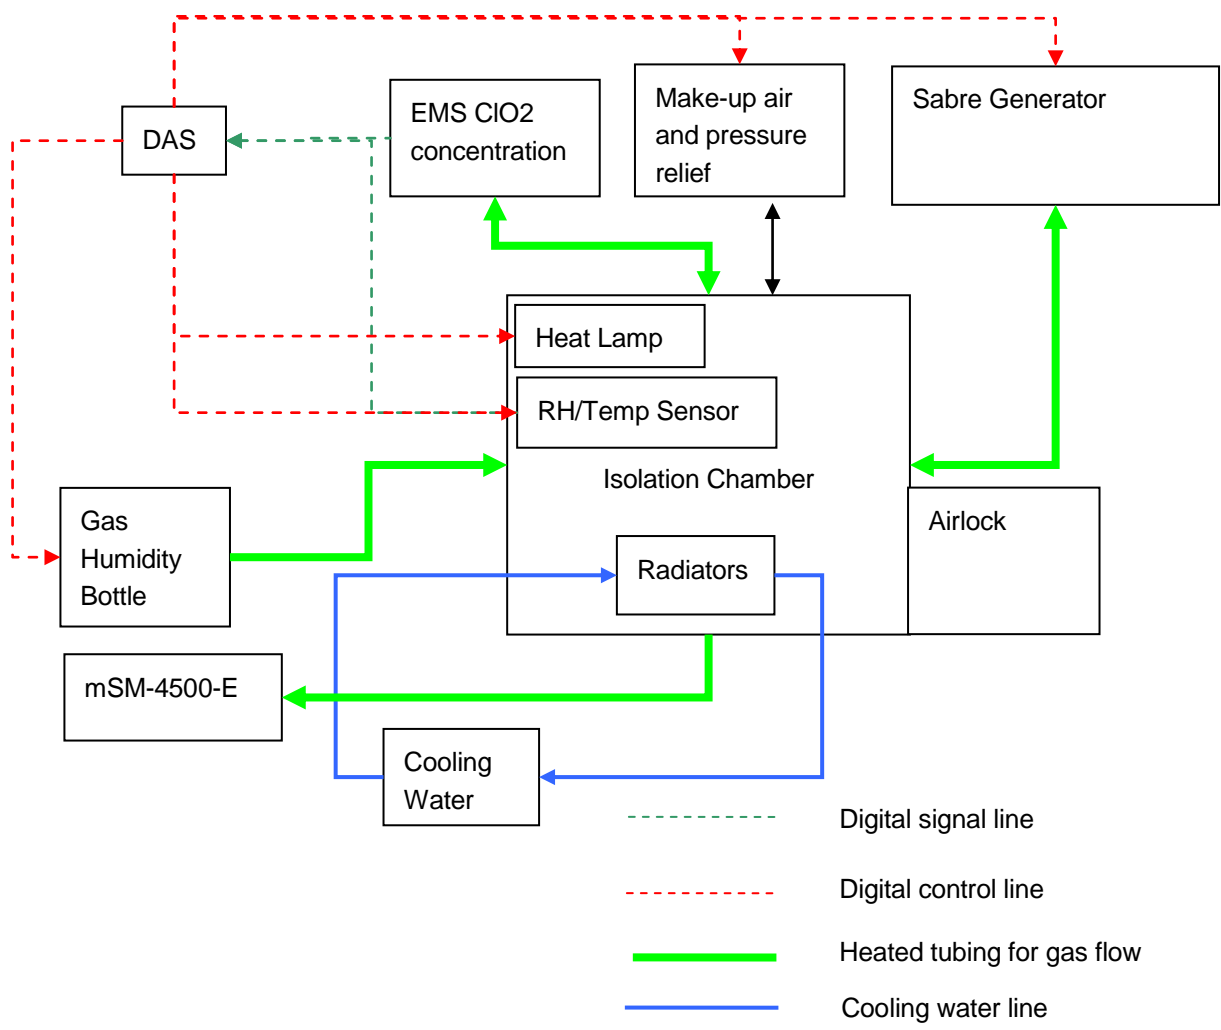 DAS
EMS ClO2
concentration
Make-up air
and pressure
relief
Sabre Generator
Heat Lamp
RH/Temp Sensor
Isolation Chamber
Gas
Humidity
Bottle
Airlock
Radiators
mSM-4500-E
Cooling
Water
Digital signal line
Digital control line
Heated tubing for gas flow
Cooling water line